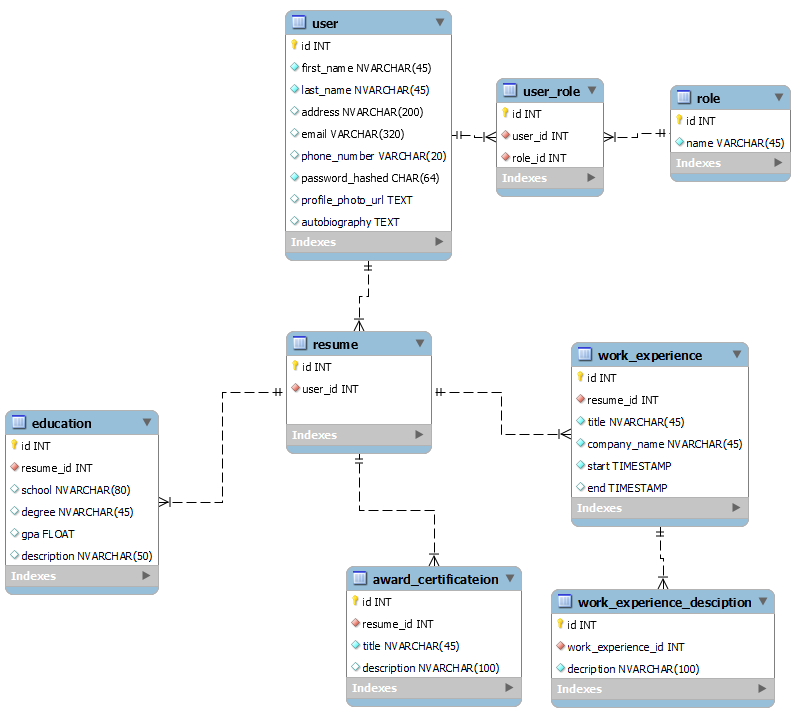 user
id INT
first_name NVARCHAR(45)
last_name NVARCHAR(45)
address NVARCHAR(200)
email VARCHAR(320)
phone_number VARCHAR(20)
password_hashed CHAR(64)
profile_photo_url TEXT
autobiography TEXT
Indexes
user_role
id INT
user_id INT
role_id INT
Indexes
role
id INT
name VARCHAR(45)
Indexes
resume
id INT
user_id INT
Indexes
work_experience
id INT
resume_id INT
title NVARCHAR(45)
company_name NVARCHAR(45)
start TIMESTAMP
end TIMESTAMP
Indexes
education
id INT
resume_id INT
school NVARCHAR(80)
degree NVARCHAR(45)
gpa FLOAT
description NVARCHAR(50)
Indexes
award_certificateion
id INT
resume_id INT
title NVARCHAR(45)
description NVARCHAR(100)
Indexes
work_experience_desciption
id INT
work_experience_id INT
decription NVARCHAR(100)
Indexes